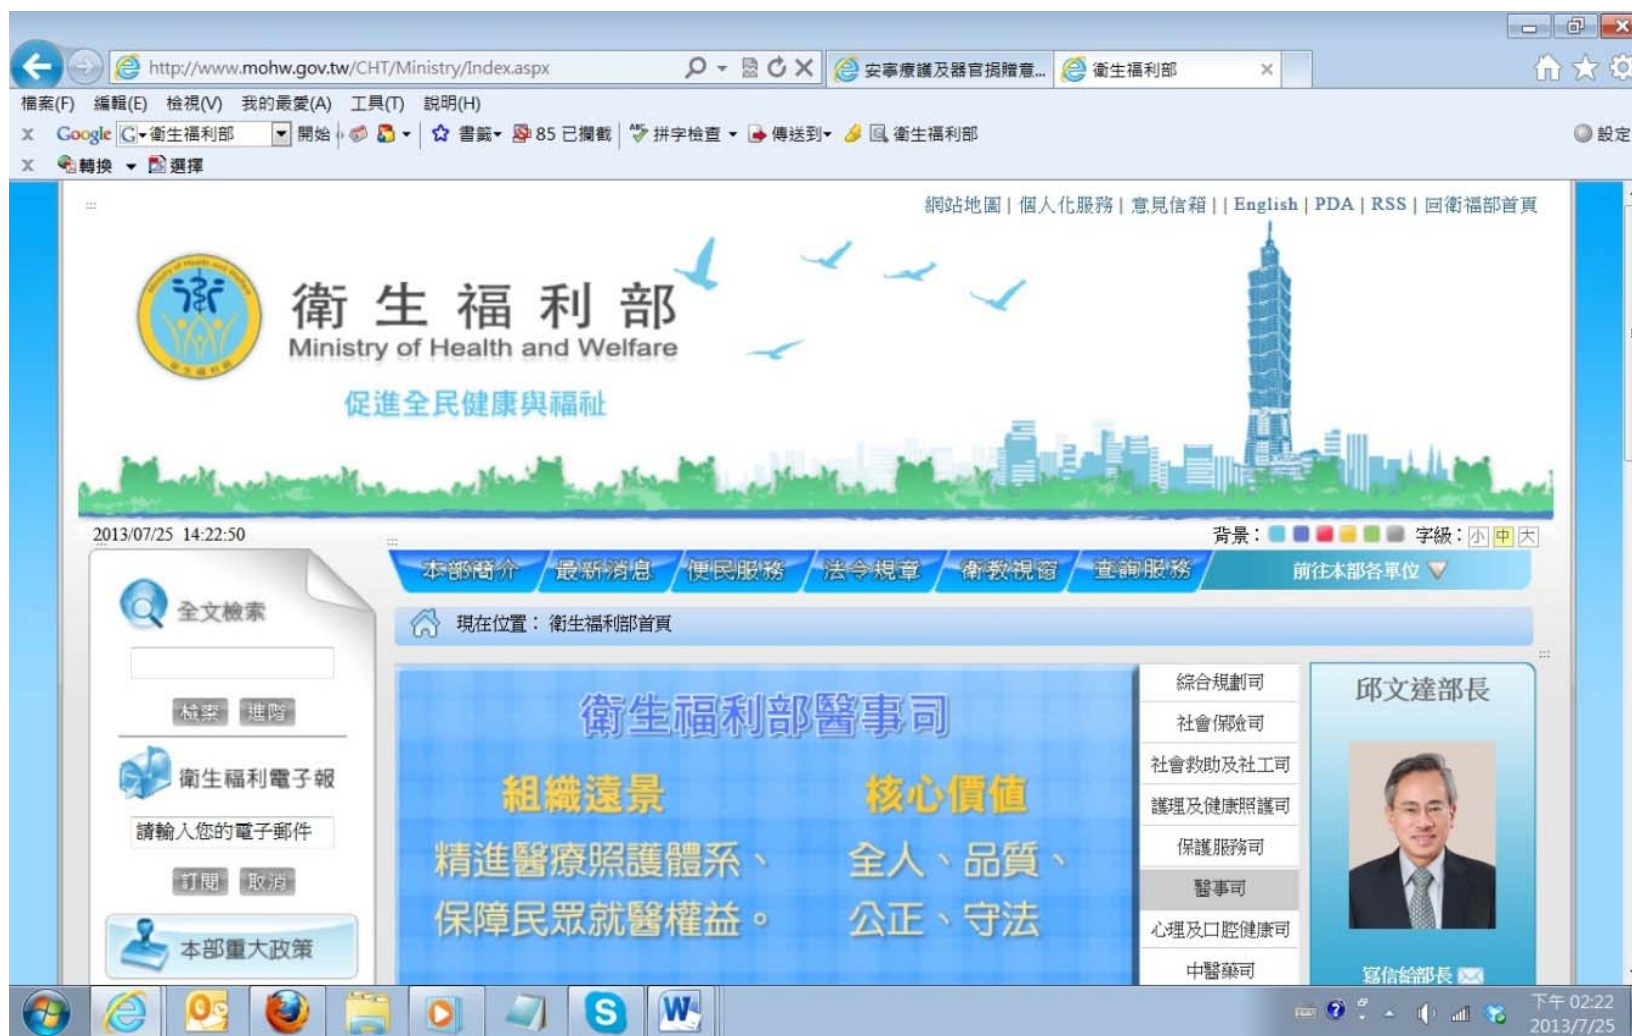 http://www.mohw.gov.tw/CHT/Ministry/Index.aspx
安寧療護及器官捐贈意...
衛生福利部
檔案(F) 編輯(E) 檢視(V) 我的最愛(A) 工具(T) 說明(H)
x Google 衛生福利部 開始 書籤 85 已攔截 拼字檢查 傳送到 衛生福利部 設定
x 轉換 選擇
網站地圖 | 個人化服務 | 意見信箱 | | English | PDA | RSS | 回衛福部首頁
Ministry of Health and Welfare
衛生福利部
衛生福利部
Ministry of Health and Welfare
促進全民健康與福祉
2013/07/25 14:22:50
背景： 字級：小 中 大
本部簡介 最新消息 便民服務 法令規章 衛教視窗 查詢服務 前往本部各單位
全文檢索
現在位置： 衛生福利部首頁
檢索 進階
衛生福利電子報
請輸入您的電子郵件
訂閱 取消
本部重大政策
衛生福利部醫事司
組織遠景
精進醫療照護體系、
保障民眾就醫權益。
核心價值
全人、品質、
公正、守法
綜合規劃司
社會保險司
社會救助及社工司
護理及健康照護司
保護服務司
醫事司
心理及口腔健康司
中醫藥司
邱文達部長
寫信給部長
下午 02:22
2013/7/25